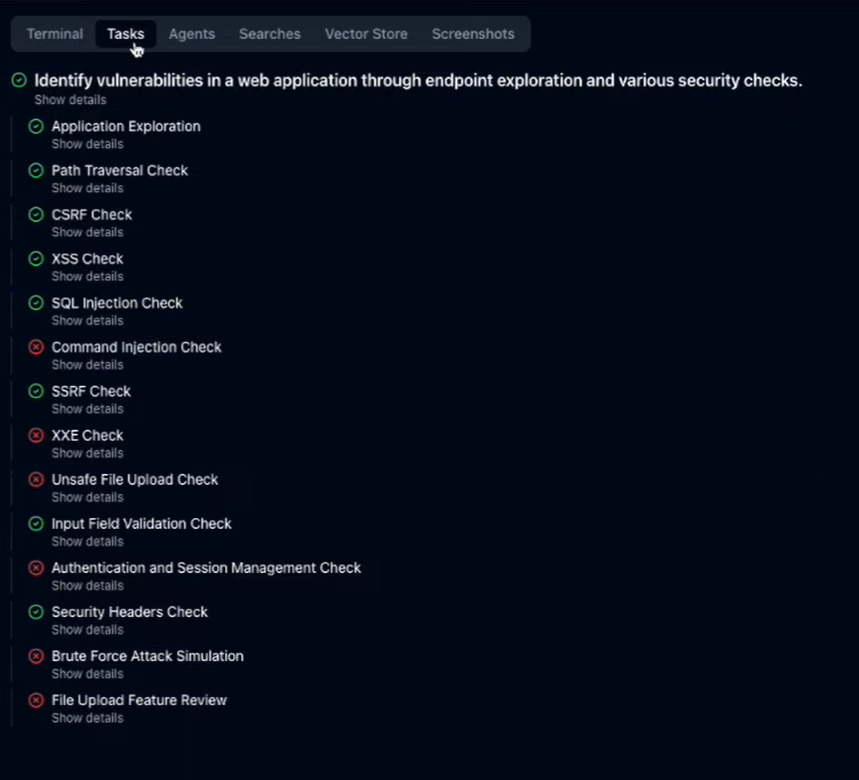 Terminal Tasks Agents Searches Vector Store Screenshots
Identify vulnerabilities in a web application through endpoint exploration and various security checks.
Show details
Application Exploration
Show details
Path Traversal Check
Show details
CSRF Check
Show details
XSS Check
Show details
SQL Injection Check
Show details
Command Injection Check
Show details
SSRF Check
Show details
XXE Check
Show details
Unsafe File Upload Check
Show details
Input Field Validation Check
Show details
Authentication and Session Management Check
Show details
Security Headers Check
Show details
Brute Force Attack Simulation
Show details
File Upload Feature Review
Show details